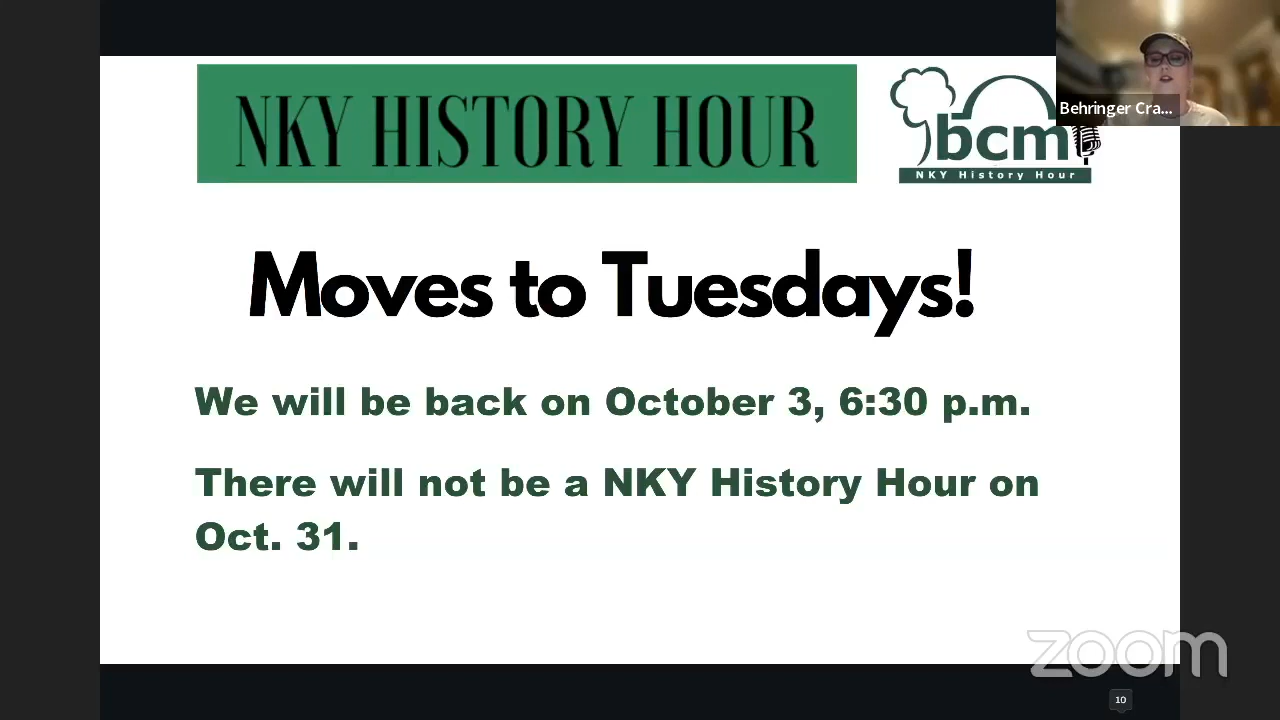 NKY HISTORY HOUR
bcm
NKY History Hour
Behringer Cra...
Moves to Tuesdays!
We will be back on October 3, 6:30 p.m.
There will not be a NKY History Hour on
Oct. 31.
zoom
10